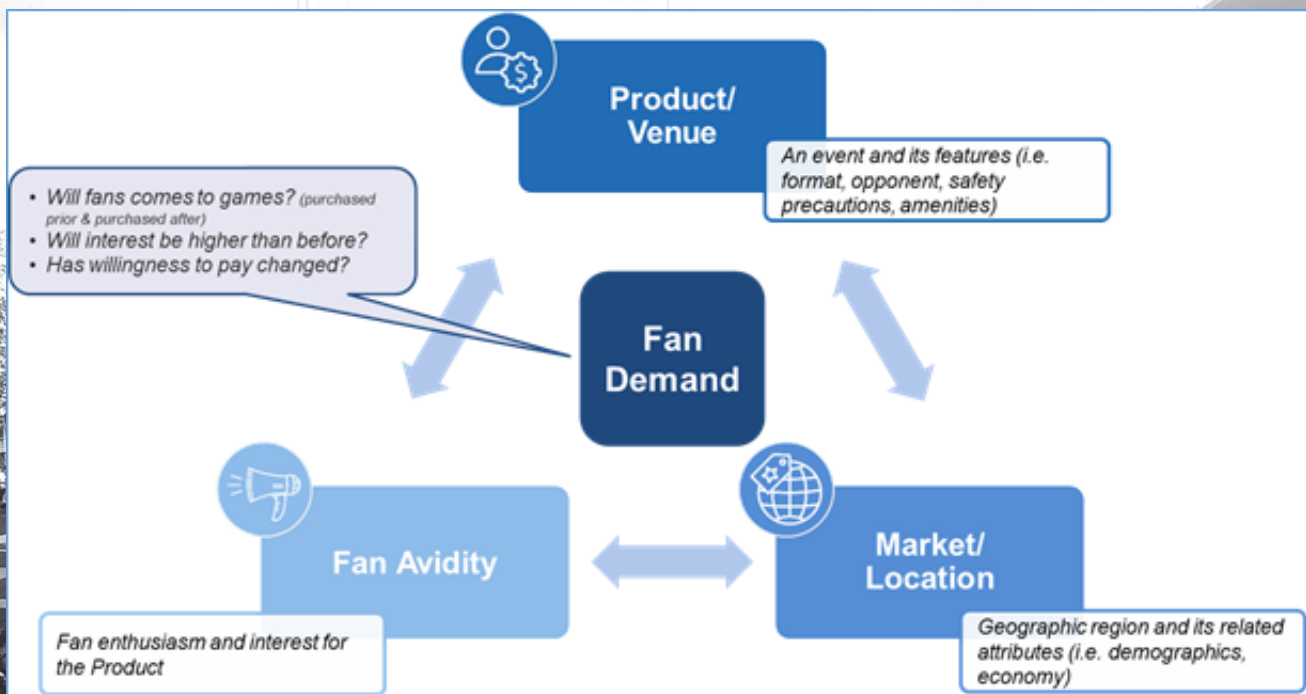 Product/
Venue
An event and its features (i.e.
format, opponent, safety
precautions, amenities)
• Will fans comes to games? (purchased
prior & purchased after)
• Will interest be higher than before?
• Has willingness to pay changed?
Fan
Demand
Fan Avidity
Fan enthusiasm and interest for
the Product
Market/
Location
Geographic region and its related
attributes (i.e. demographics,
economy)